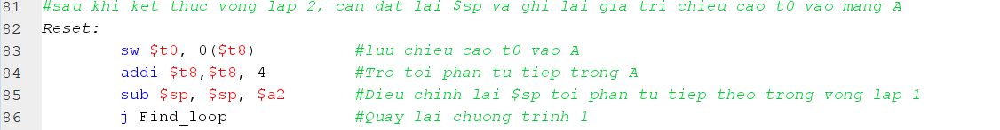 81 #sau khi ket thuc vong lap 2, can dat lai $sp va ghi lai gia tri chieu cao t0 vao mang A
82 Reset:
83 sw $t0, 0($t8) #luu chieu cao t0 vao A
84 addi $t8,$t8, 4 #Tro toi phan tu tiep trong A
85 sub $sp, $sp, $a2 #Dieu chinh lai $sp toi phan tu tiep theo trong vong lap 1
86 j Find_loop #Quay lai chuong trinh 1